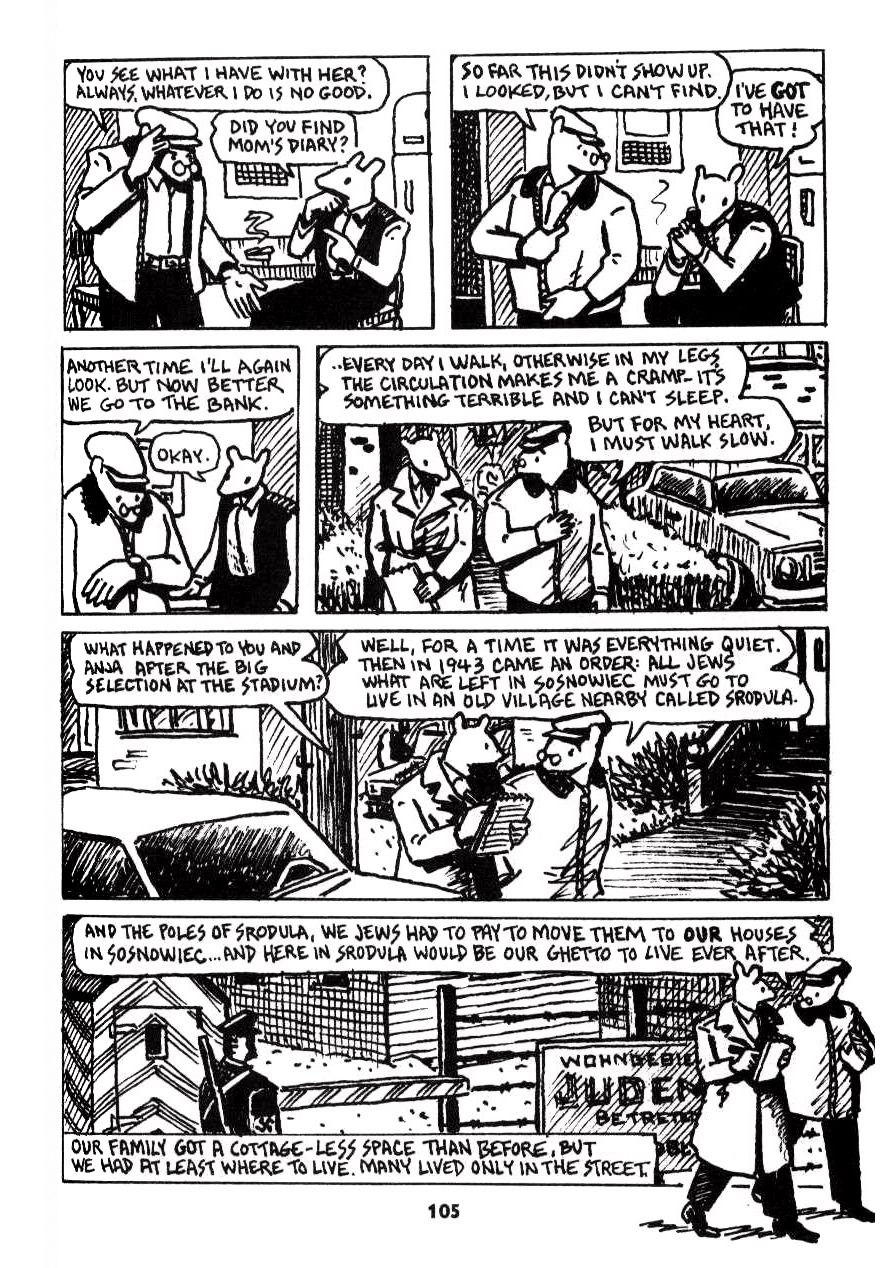 YOU SEE WHAT I HAVE WITH HER?
ALWAYS, WHATEVER I DO IS NO GOOD.
DID YOU FIND
MOM'S DIARY?
SO FAR THIS DIDN'T SHOW UP.
I LOOKED, BUT I CAN'T FIND.
I'VE GOT
TO HAVE
THAT!
ANOTHER TIME I'LL AGAIN
LOOK. BUT NOW BETTER
WE GO TO THE BANK.
OKAY.
..EVERY DAY I WALK, OTHERWISE IN MY LEGS
THE CIRCULATION MAKES ME A CRAMP- IT'S
SOMETHING TERRIBLE AND I CAN'T SLEEP.
BUT FOR MY HEART,
I MUST WALK SLOW.
WHAT HAPPENED TO YOU AND
ANJA AFTER THE BIG
SELECTION AT THE STADIUM?
WELL, FOR A TIME IT WAS EVERYTHING QUIET.
THEN IN 1943 CAME AN ORDER: ALL JEWS
WHAT ARE LEFT IN SOSNOWIEC MUST GO TO
LIVE IN AN OLD VILLAGE NEARBY CALLED SRODULA.
AND THE POLES OF SRODULA, WE JEWS HAD TO PAY TO MOVE THEM TO OUR HOUSES
IN SOSNOWIEC...AND HERE IN SRODULA WOULD BE OUR GHETTO TO LIVE EVER AFTER.
WOHNGEBIE
JUDEN
BETRETE
OUR FAMILY GOT A COTTAGE-LESS SPACE THAN BEFORE, BUT
WE HAD AT LEAST WHERE TO LIVE. MANY LIVED ONLY IN THE STREET.
105